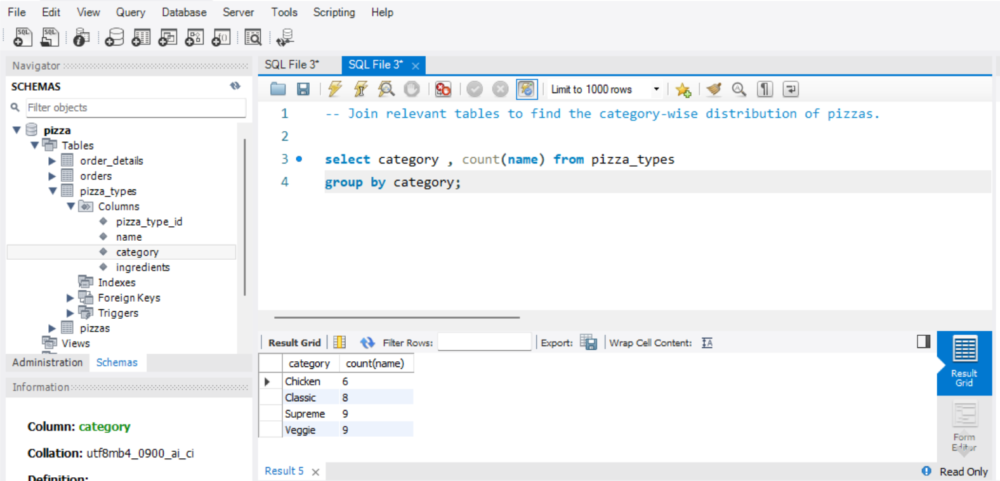 File Edit View Query Database Server Tools Scripting Help
Navigator
SCHEMAS
Filter objects
pizza
Tables
order_details
orders
pizza_types
Columns
pizza_type_id
name
category
ingredients
Indexes
Foreign Keys
Triggers
pizzas
Views
Administration Schemas
Information
Column: category
Collation: utf8mb4_0900_ai_ci
Definition:
SQL File 3* SQL File 3*
Limit to 1000 rows
1 -- Join relevant tables to find the category-wise distribution of pizzas.
2
3 select category , count(name) from pizza_types
4 group by category;
Result Grid Filter Rows: Export: Wrap Cell Content:
category count(name)
Chicken 6
Classic 8
Supreme 9
Veggie 9
Result Grid
Form Editor
Result 5
Read Only